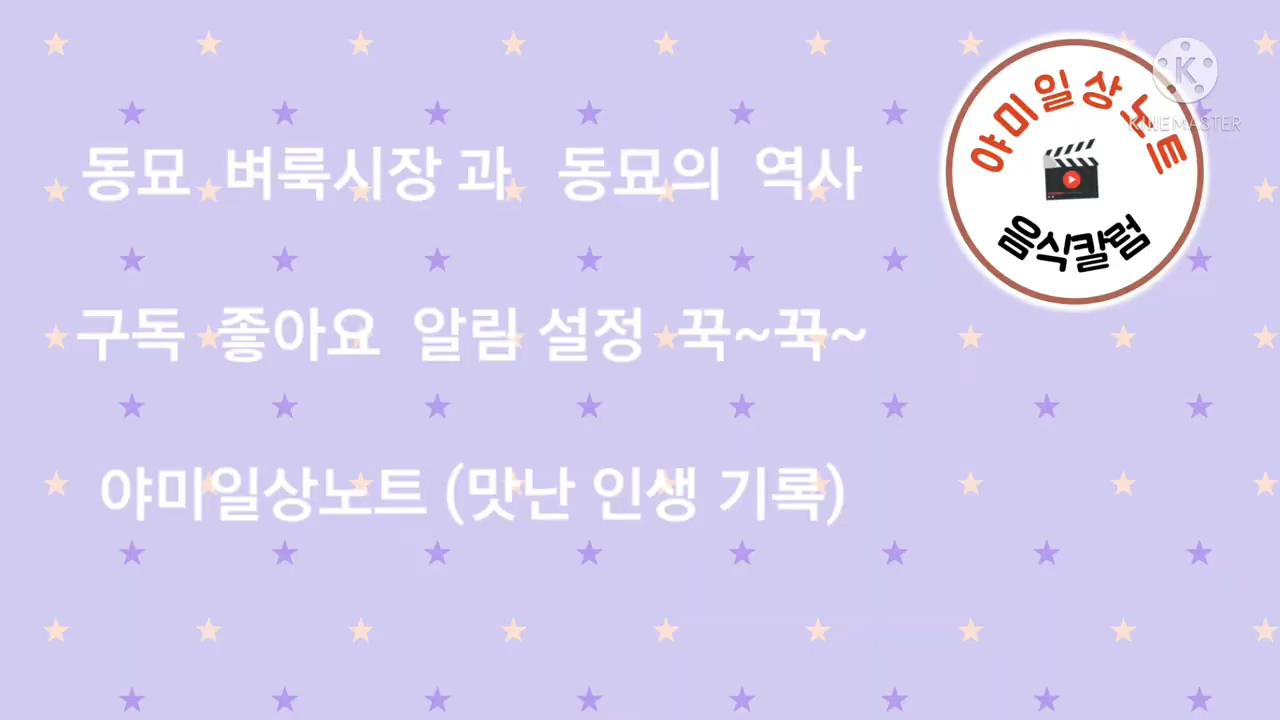 동묘 벼룩시장 과 동묘의 역사
구독 좋아요 알림 설정 꾹~꾹~
야미일상노트 (맛난 인생 기록)
야미일상노트
음식칼럼
K
KINEMASTER